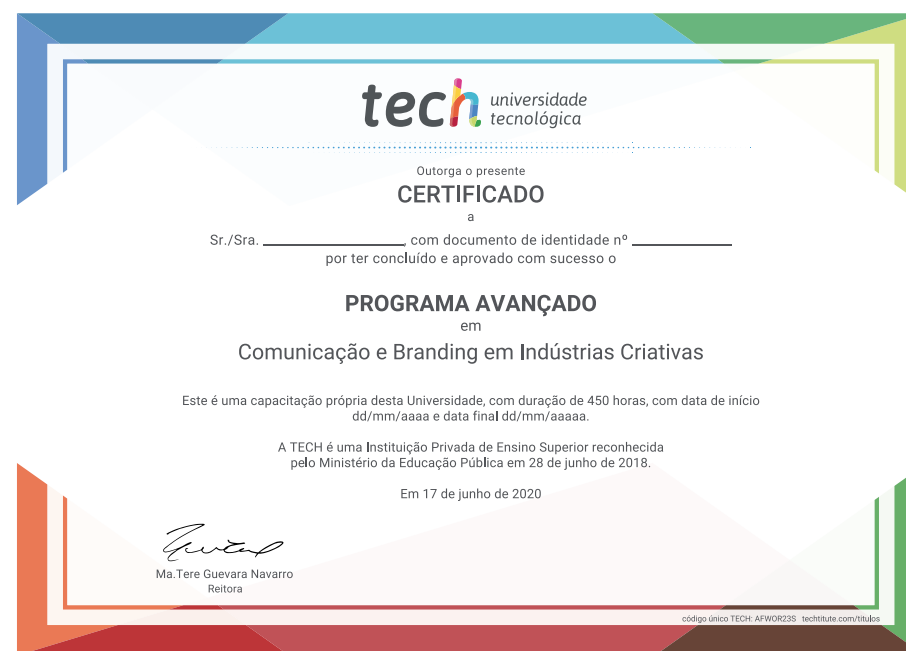 tech universidade
tecnológica
Outorga o presente
CERTIFICADO
a
Sr./Sra. ____________________, com documento de identidade nº ______________
por ter concluído e aprovado com sucesso o
PROGRAMA AVANÇADO
em
Comunicação e Branding em Indústrias Criativas
Este é uma capacitação própria desta Universidade, com duração de 450 horas, com data de início
dd/mm/aaaa e data final dd/mm/aaaaa.
A TECH é uma Instituição Privada de Ensino Superior reconhecida
pelo Ministério da Educação Pública em 28 de junho de 2018.
Em 17 de junho de 2020
Ma.Tere Guevara Navarro
Reitora
código único TECH: AFWOR23S techtitute.com/titulos